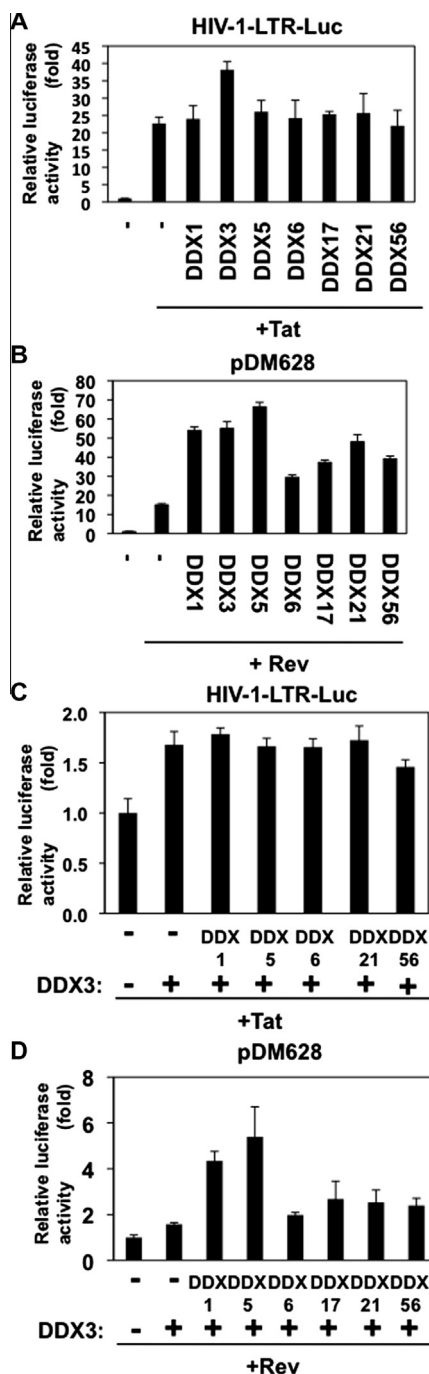 A
HIV-1-LTR-Luc
Relative luciferase (fold)
activity
45
40
35
30
25
20
15
10
5
0
- - DDX1 DDX3 DDX5 DDX6 DDX17 DDX21 DDX56
+Tat
B
pDM628
Relative luciferase (fold)
activity
80
70
60
50
40
30
20
10
0
- - DDX1 DDX3 DDX5 DDX6 DDX17 DDX21 DDX56
+ Rev
C
HIV-1-LTR-Luc
Relative luciferase (fold)
activity
2.0
1.5
1.0
0.5
0.0
- - DDX DDX DDX DDX DDX
1 5 6 21 56
DDX3: - + + + + + +
+Tat
D
pDM628
Relative luciferase (fold)
activity
8
6
4
2
0
- - DDX DDX DDX DDX DDX DDX
1 5 6 17 21 56
DDX3: - + + + + + + +
+Rev